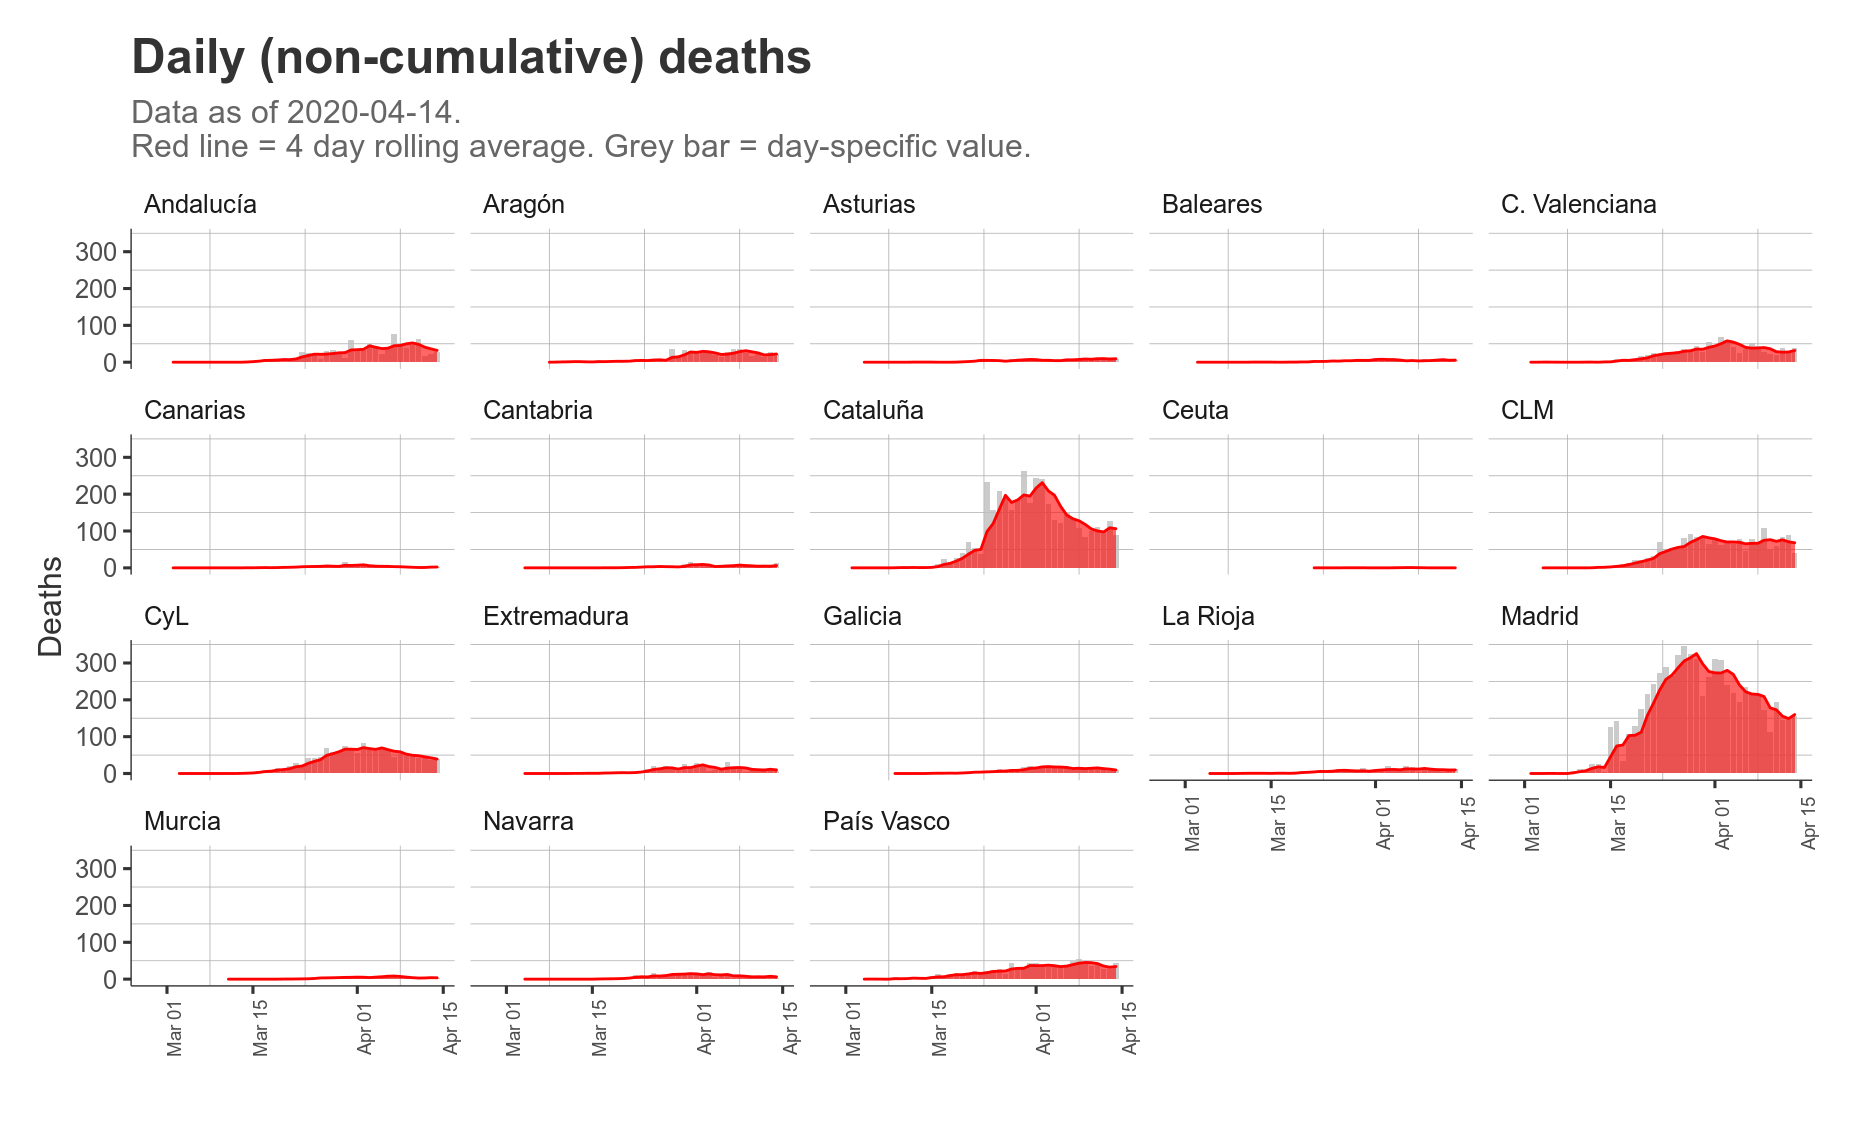 Daily (non-cumulative) deaths
Data as of 2020-04-14.
Red line = 4 day rolling average. Grey bar = day-specific value.
Andalucía Aragón Asturias Baleares C. Valenciana
300
200
100
0
Canarias Cantabria Cataluña Ceuta CLM
300
200
100
0
Deaths
CyL Extremadura Galicia La Rioja Madrid
300
200
100
0
Mar 01 Mar 15 Apr 01 Apr 15 Mar 01 Mar 15 Apr 01 Apr 15
Murcia Navarra País Vasco
300
200
100
0
Mar 01 Mar 15 Apr 01 Apr 15 Mar 01 Mar 15 Apr 01 Apr 15 Mar 01 Mar 15 Apr 01 Apr 15